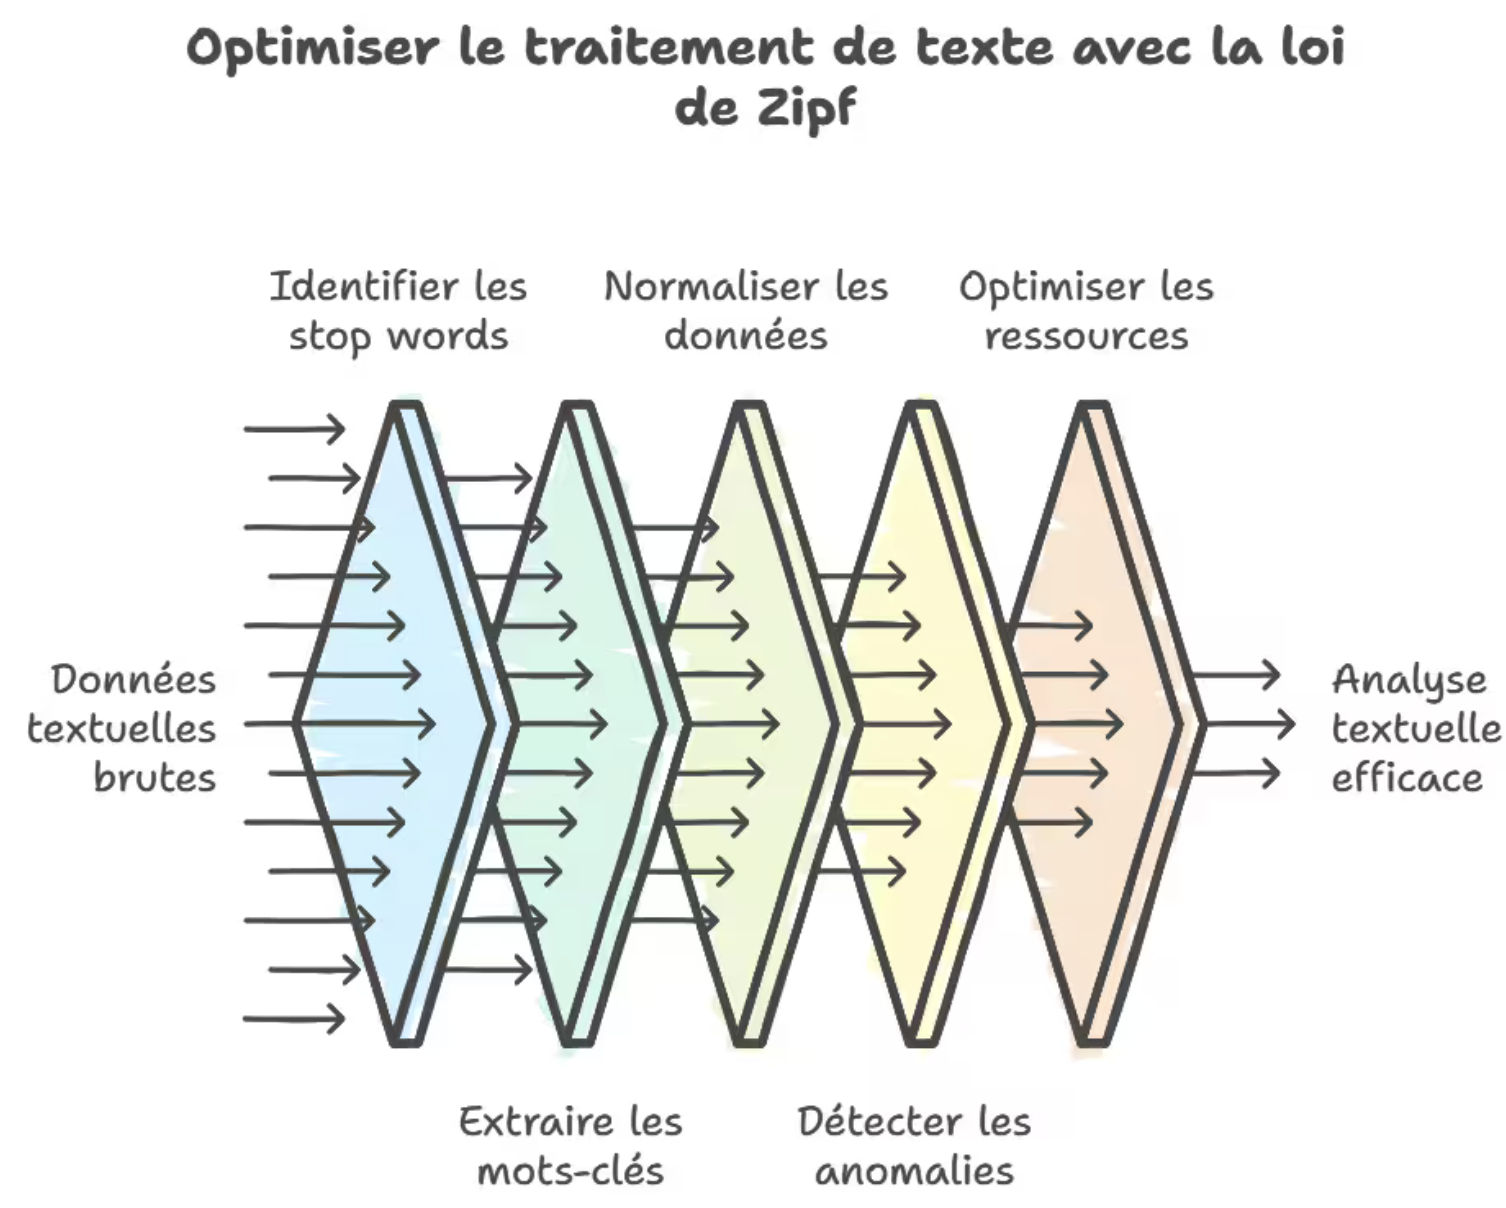 Optimiser le traitement de texte avec la loi
de Zipf
Identifier les
stop words
Normaliser les
données
Optimiser les
ressources
Données
textuelles
brutes
Analyse
textuelle
efficace
Extraire les
mots-clés
Détecter les
anomalies